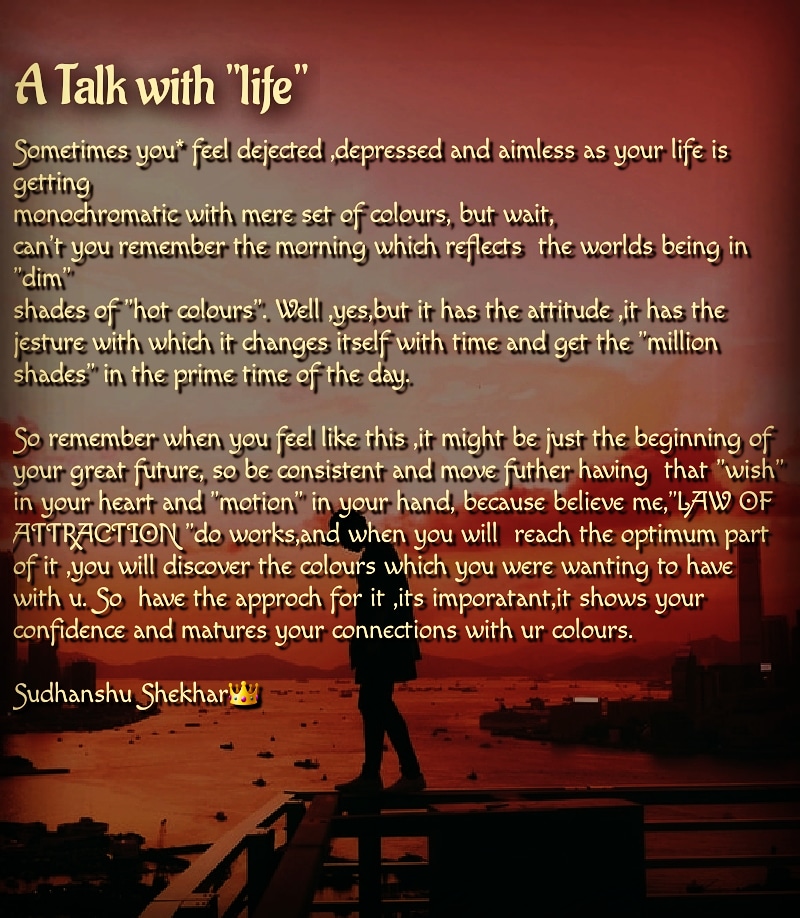 A Talk with "life"
Sometimes you* feel dejected ,depressed and aimless as your life is
getting
monochromatic with mere set of colours, but wait,
can't you remember the morning which reflects the worlds being in
"dim"
shades of "hot colours". Well ,yes,but it has the attitude ,it has the
jesture with which it changes itself with time and get the "million
shades" in the prime time of the day.
So remember when you feel like this ,it might be just the beginning of
your great future, so be consistent and move futher having that "wish"
in your heart and "motion" in your hand, because believe me,"LAW OF
ATTRACTION "do works,and when you will reach the optimum part
of it ,you will discover the colours which you were wanting to have
with u. So have the approch for it ,its imporatant,it shows your
confidence and matures your connections with ur colours.
Sudhanshu Shekhar👑